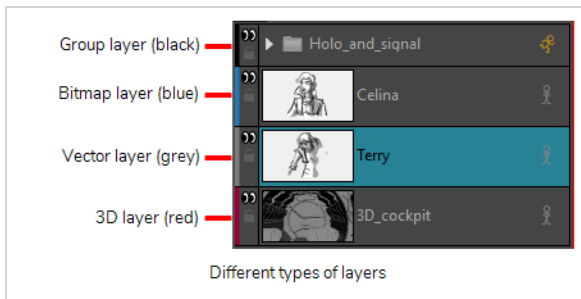 Group layer (black)
Holo_and_signal
Bitmap layer (blue)
Celina
Vector layer (grey)
Terry
3D layer (red)
3D_cockpit
Different types of layers